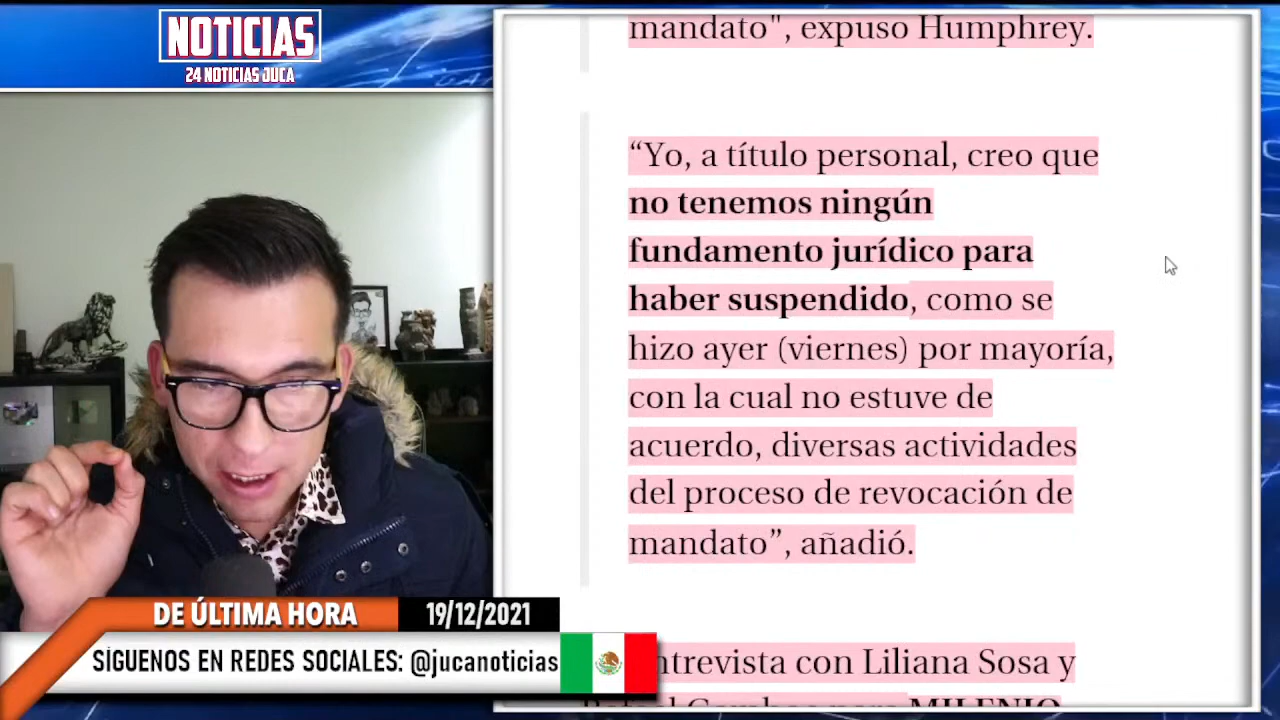 NOTICIAS
24 NOTICIAS JUCA
mandato", expuso Humphrey.
“Yo, a título personal, creo que
no tenemos ningún
fundamento jurídico para
haber suspendido, como se
hizo ayer (viernes) por mayoría,
con la cual no estuve de
acuerdo, diversas actividades
del proceso de revocación de
mandato”, añadió.
ntrevista con Liliana Sosa y
MILENIO
DE ÚLTIMA HORA
19/12/2021
SÍGUENOS EN REDES SOCIALES: @jucanoticias